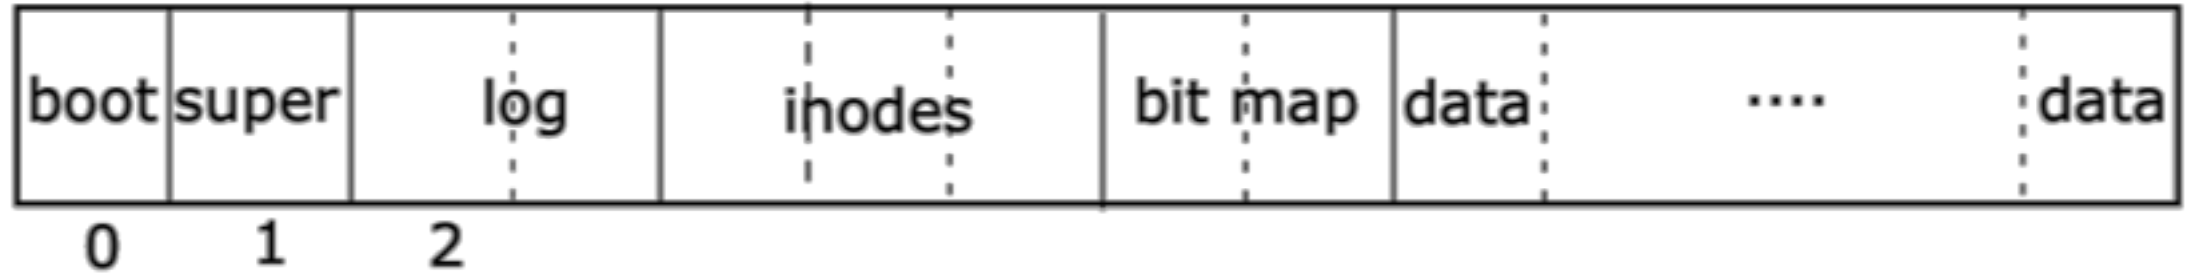 boot super log inodes bit map data .... data
0 1 2